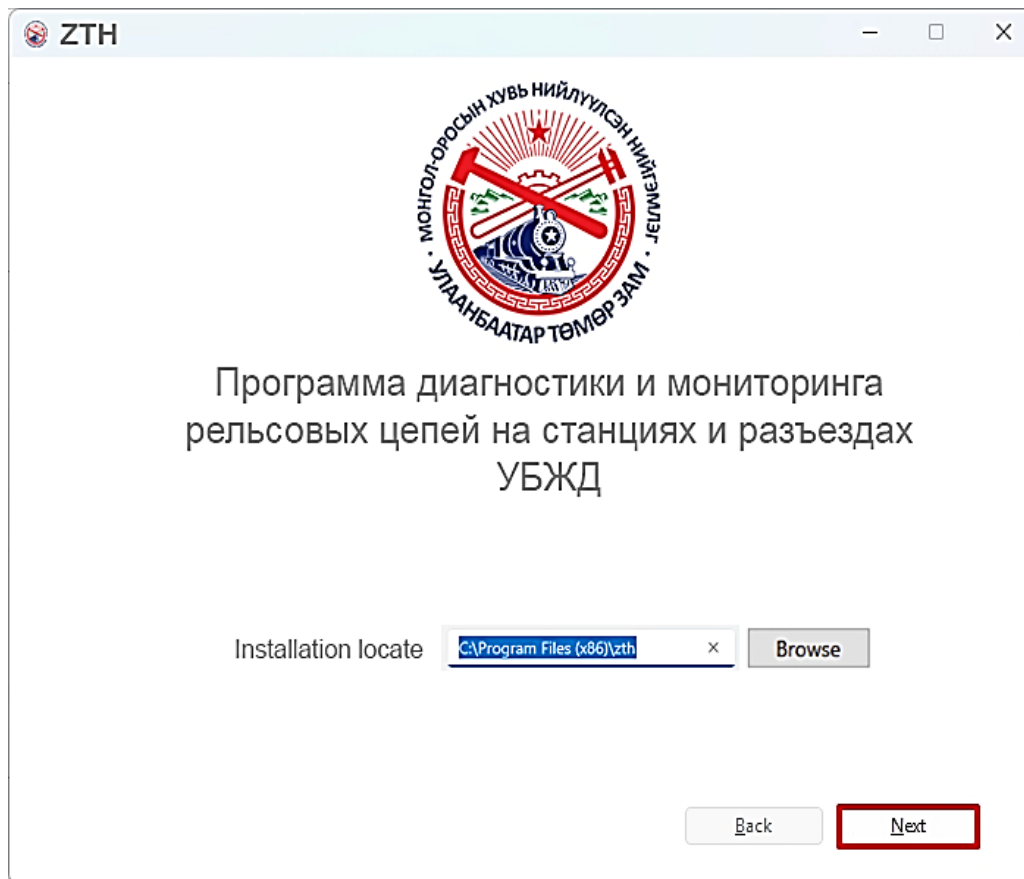 ZTH
МОНГОЛ-ОРОСЫН ХУВЬ НИЙЛҮҮЛСЭН НИЙГЭМЛЭГ
· УЛААНБААТАР ТӨМӨР ЗАМ ·
Программа диагностики и мониторинга
рельсовых цепей на станциях и разъездах
УБЖД
Installation locate C:\Program Files (x86)\zth Browse
Back Next